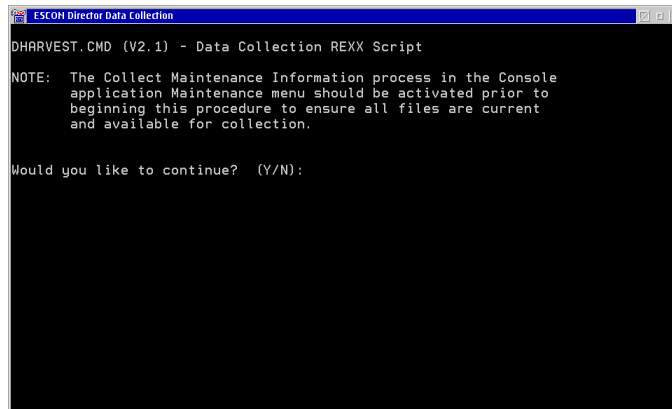 ESCON Director Data Collection
DHARVEST.CMD (V2.1) - Data Collection REXX Script
NOTE: The Collect Maintenance Information process in the Console
application Maintenance menu should be activated prior to
beginning this procedure to ensure all files are current
and available for collection.
Would you like to continue? (Y/N):